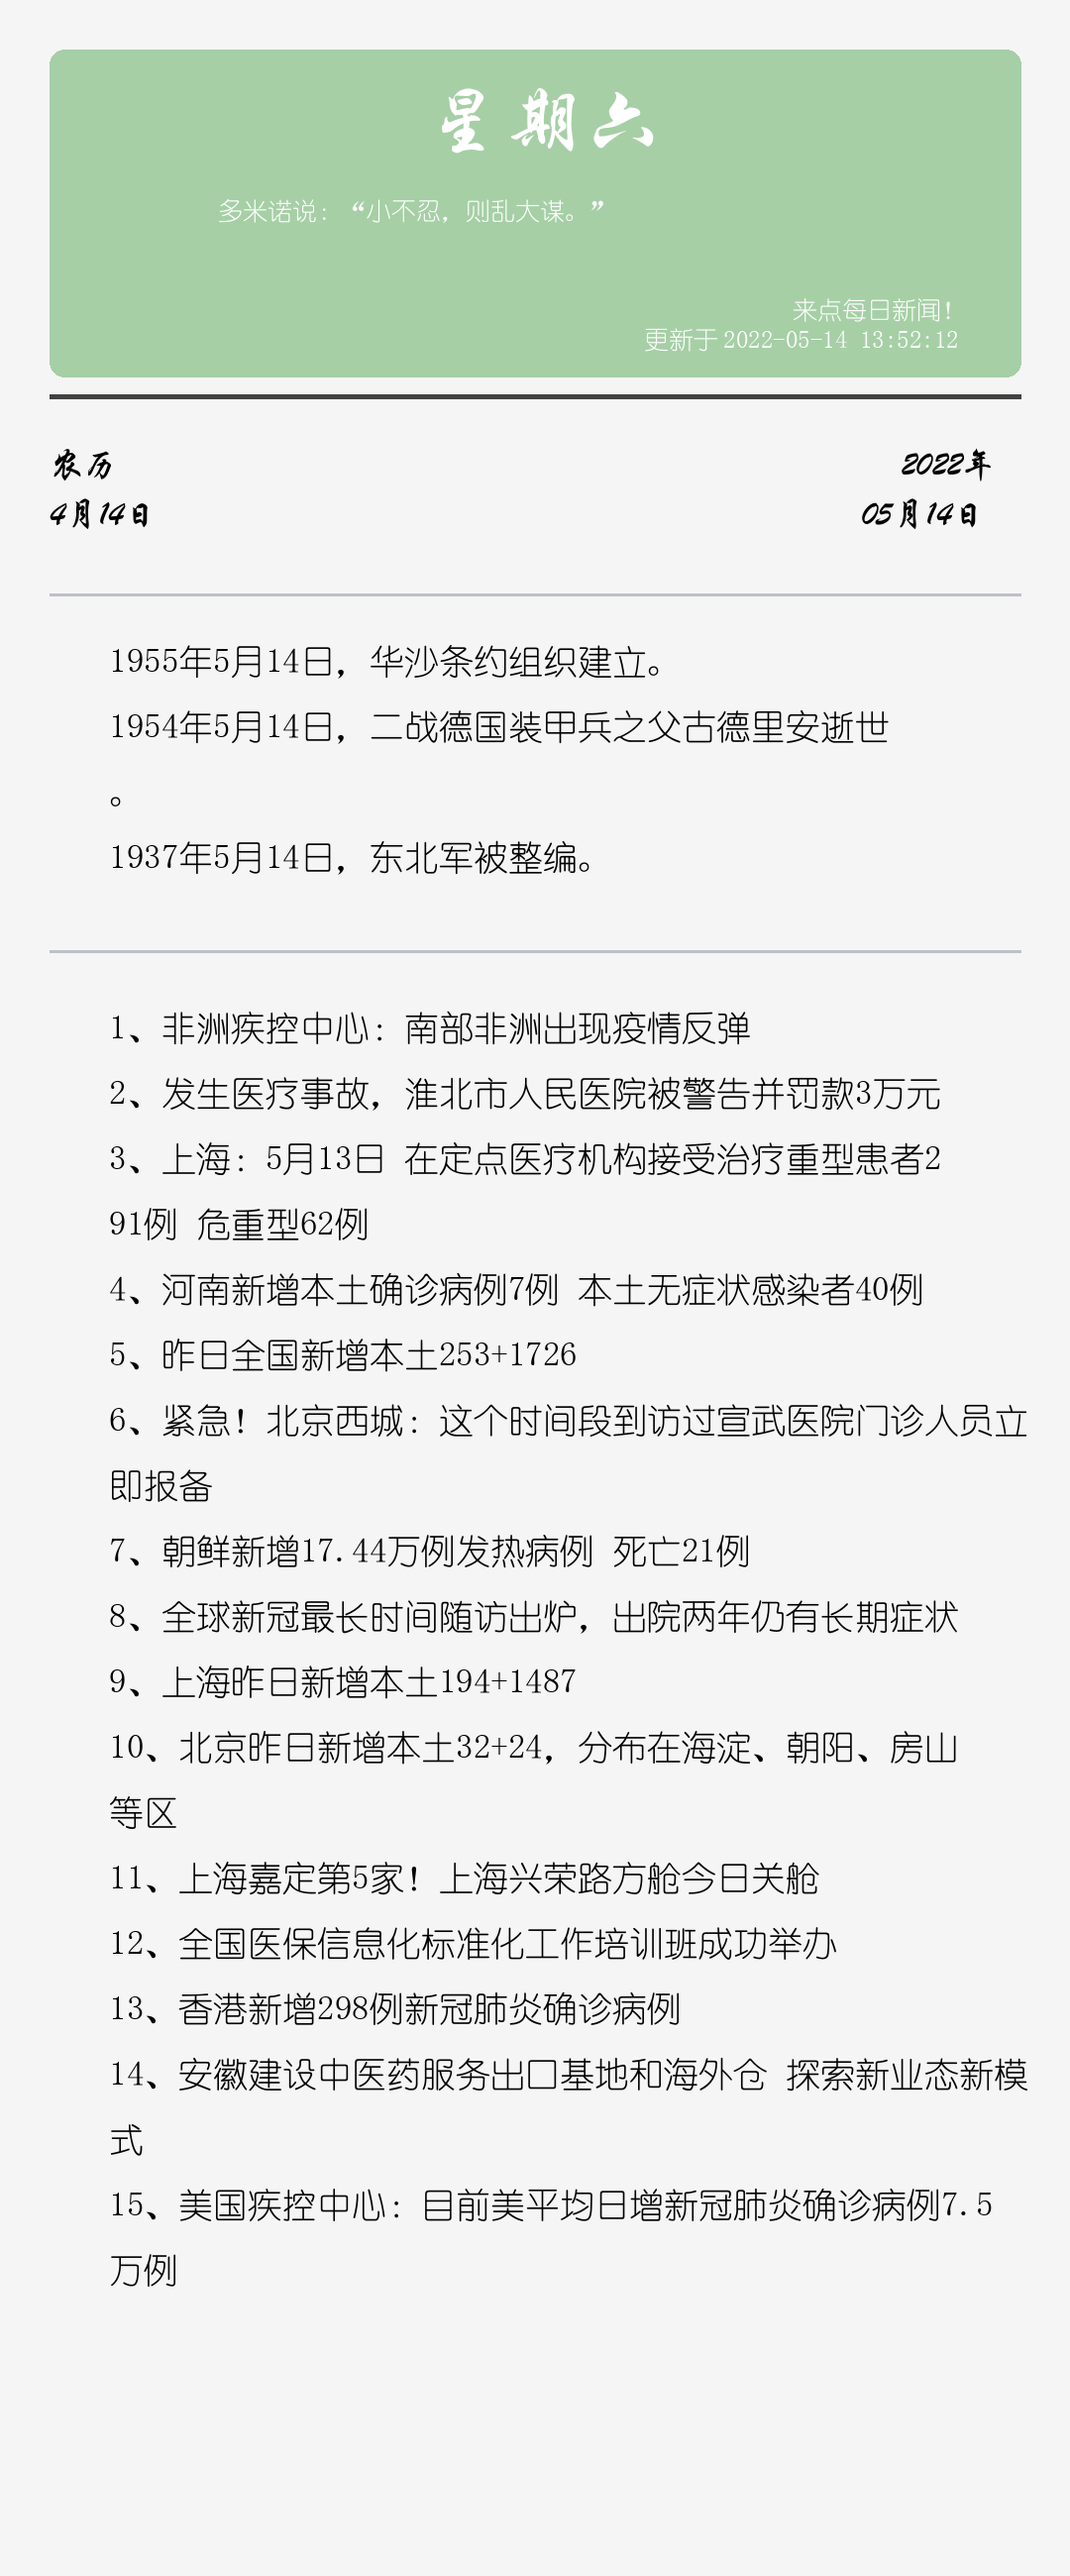 星期六
多米诺说：“小不忍，则乱大谋。”
来点每日新闻！
更新于 2022-05-14 13:52:12
农历
2022年
4月14日
05月14日
1955年5月14日，华沙条约组织建立。
1954年5月14日，二战德国装甲兵之父古德里安逝世
。
1937年5月14日，东北军被整编。
1、非洲疾控中心：南部非洲出现疫情反弹
2、发生医疗事故，淮北市人民医院被警告并罚款3万元
3、上海：5月13日 在定点医疗机构接受治疗重型患者2
91例 危重型62例
4、河南新增本土确诊病例7例 本土无症状感染者40例
5、昨日全国新增本土253+1726
6、紧急！北京西城：这个时间段到访过宣武医院门诊人员立
即报备
7、朝鲜新增17.44万例发热病例 死亡21例
8、全球新冠最长时间随访出炉，出院两年仍有长期症状
9、上海昨日新增本土194+1487
10、北京昨日新增本土32+24，分布在海淀、朝阳、房山
等区
11、上海嘉定第5家！上海兴荣路方舱今日关舱
12、全国医保信息化标准化工作培训班成功举办
13、香港新增298例新冠肺炎确诊病例
14、安徽建设中医药服务出口基地和海外仓 探索新业态新模
式
15、美国疾控中心：目前美平均日增新冠肺炎确诊病例7.5
万例